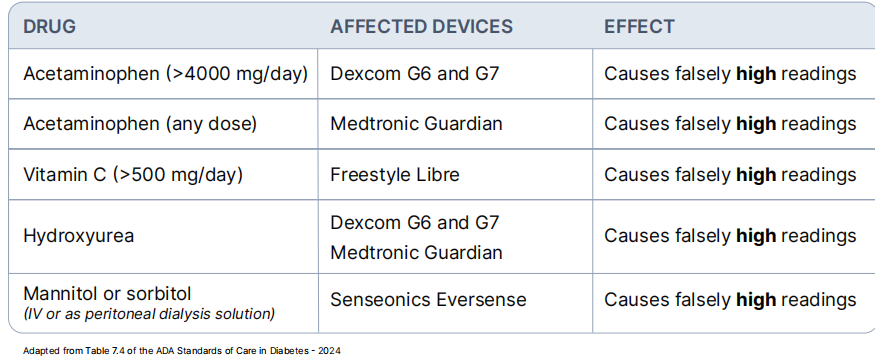 DRUG AFFECTED DEVICES EFFECT
Acetaminophen (>4000 mg/day) Dexcom G6 and G7 Causes falsely high readings
Acetaminophen (any dose) Medtronic Guardian Causes falsely high readings
Vitamin C (>500 mg/day) Freestyle Libre Causes falsely high readings
Hydroxyurea Dexcom G6 and G7 Causes falsely high readings
Medtronic Guardian
Mannitol or sorbitol Senseonics Eversense Causes falsely high readings
(IV or as peritoneal dialysis solution)
Adapted from Table 7.4 of the ADA Standards of Care in Diabetes - 2024